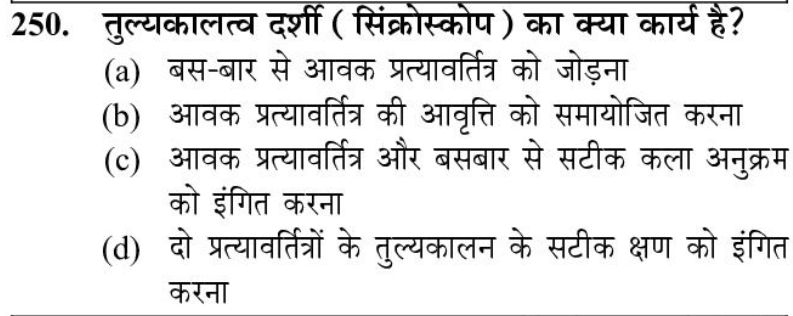 250. तुल्यकालत्व दर्शी ( सिंक्रोस्कोप ) का क्या कार्य है?
(a) बस-बार से आवक प्रत्यावर्तित्र को जोड़ना
(b) आवक प्रत्यावर्तित्र की आवृत्ति को समायोजित करना
(c) आवक प्रत्यावर्तित्र और बसबार से सटीक कला अनुक्रम
को इंगित करना
(d) दो प्रत्यावर्तित्रों के तुल्यकालन के सटीक क्षण को इंगित
करना